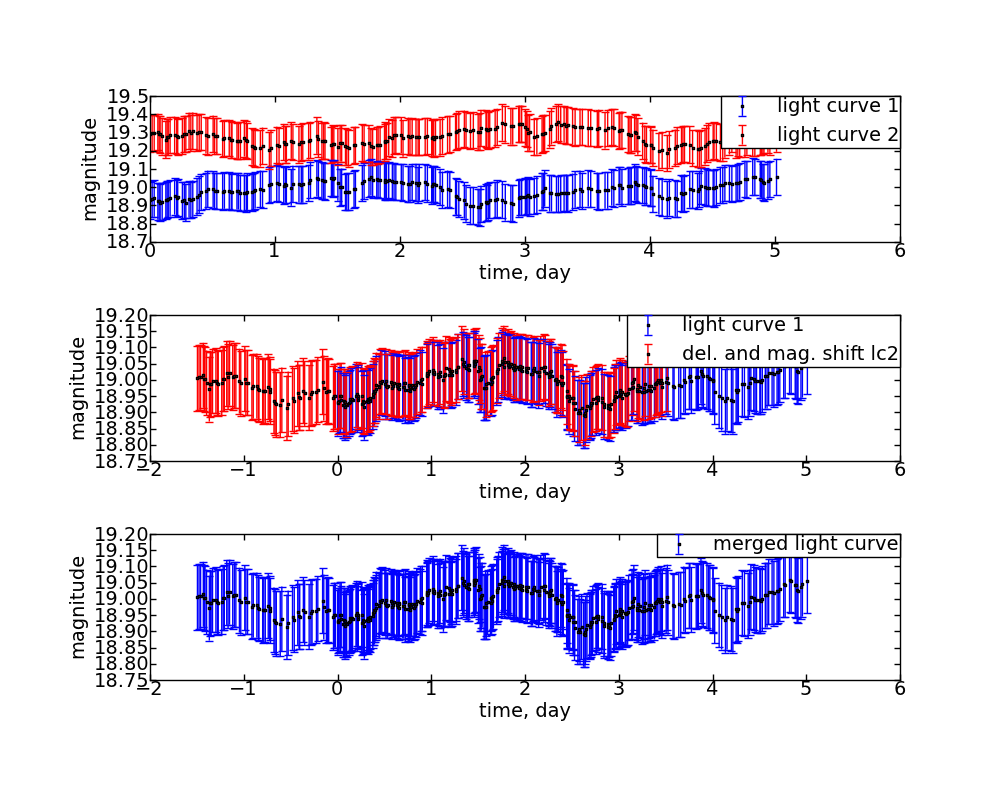 19.5
19.4
19.3
19.2
19.1
19.0
18.9
18.8
18.7
magnitude
light curve 1
light curve 2
0 1 2 3 4 5 6
time, day
19.20
19.15
19.10
19.05
19.00
18.95
18.90
18.85
18.80
18.75
magnitude
light curve 1
del. and mag. shift lc2
−2 −1 0 1 2 3 4 5 6
time, day
19.20
19.15
19.10
19.05
19.00
18.95
18.90
18.85
18.80
18.75
magnitude
merged light curve
−2 −1 0 1 2 3 4 5 6
time, day